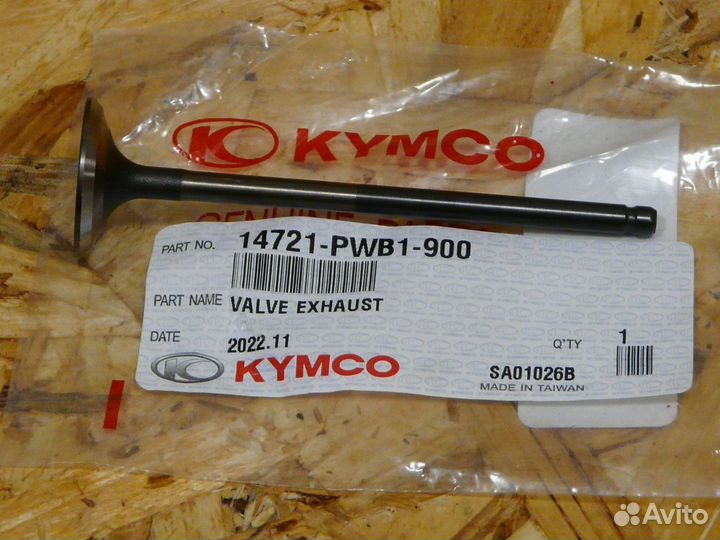 KYMCO
GENUINE PARTS
PART NO. 14721-PWB1-900
PART NAME VALVE EXHAUST
DATE 2022.11
Q'TY 1
KYMCO
SA01026B
MADE IN TAIWAN
Avito